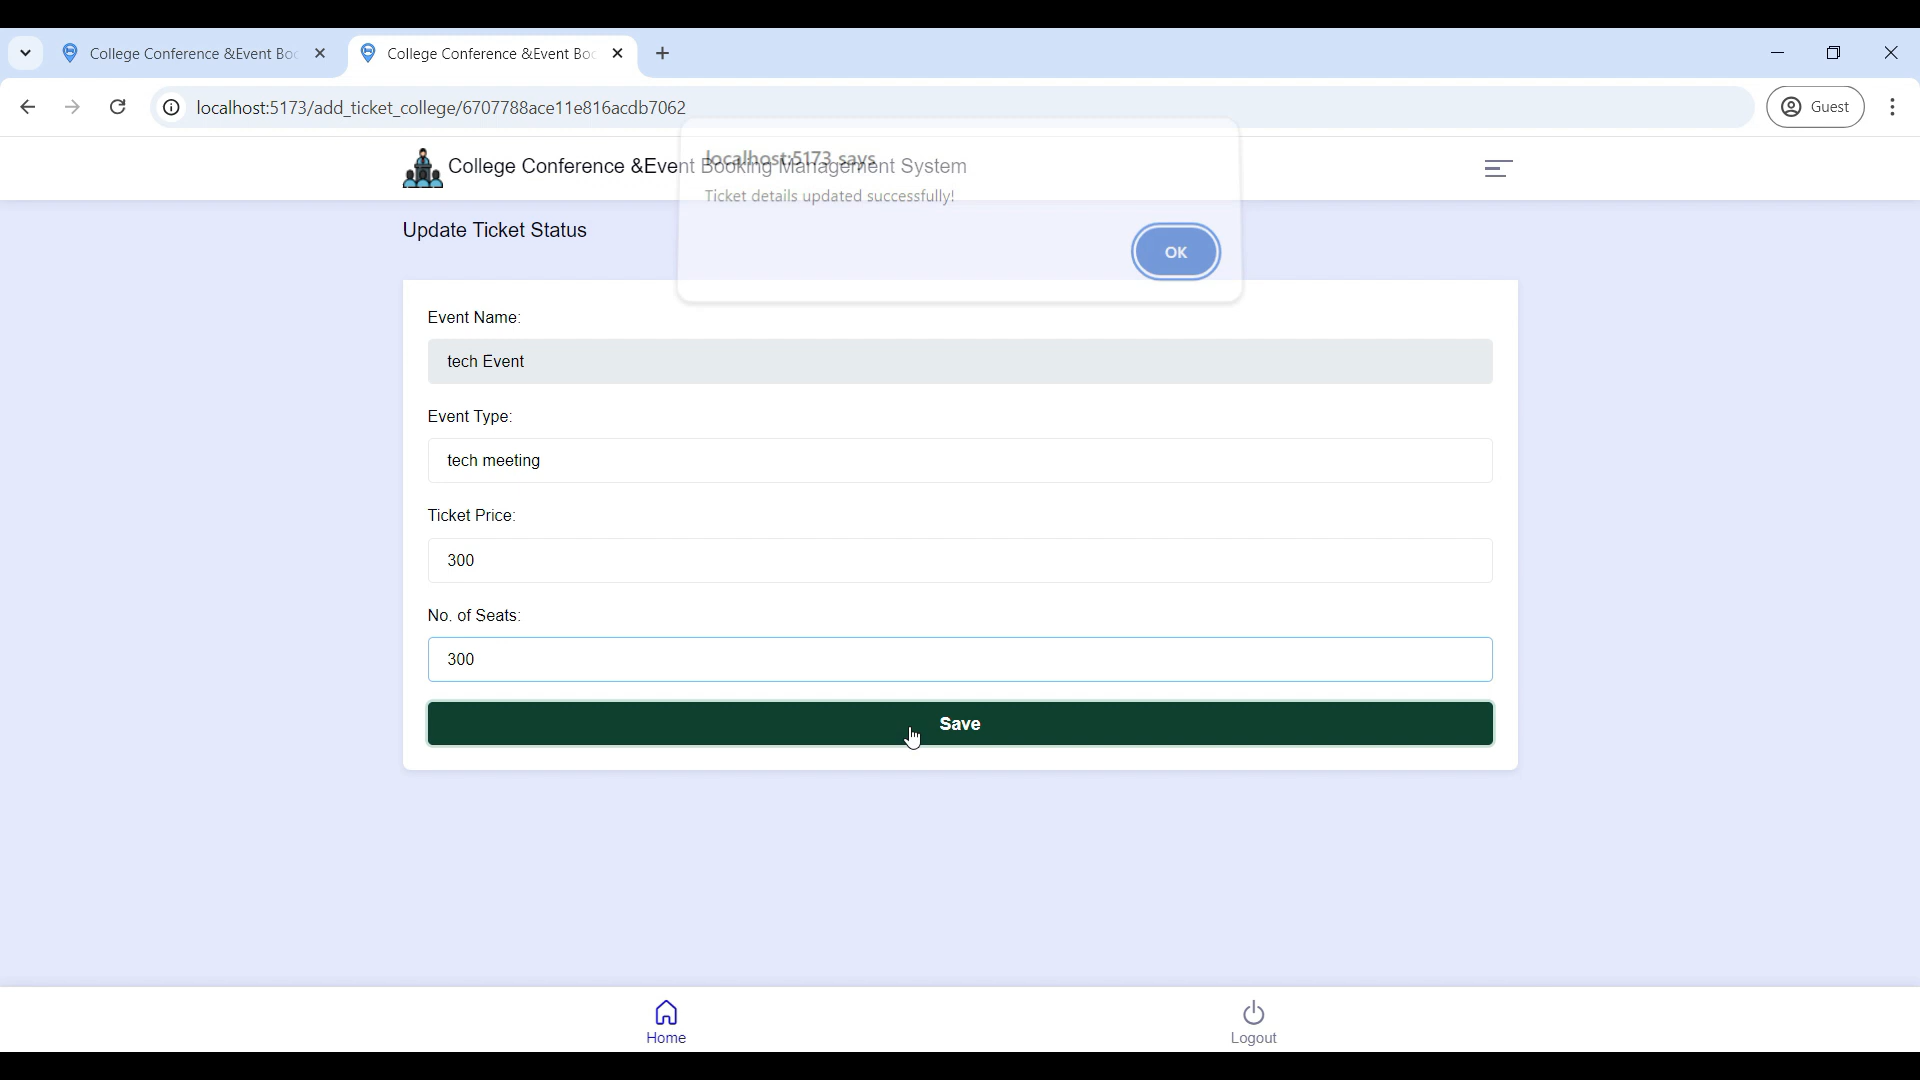 College Conference &Event Boo
College Conference &Event Boo
localhost:5173/add_ticket_college/6707788ace11e816acdb7062
Guest
College Conference &Event Booking Management System
localhost:5173 says
Ticket details updated successfully!
OK
Update Ticket Status
Event Name:
tech Event
Event Type:
tech meeting
Ticket Price:
300
No. of Seats:
300
Save
Home
Logout